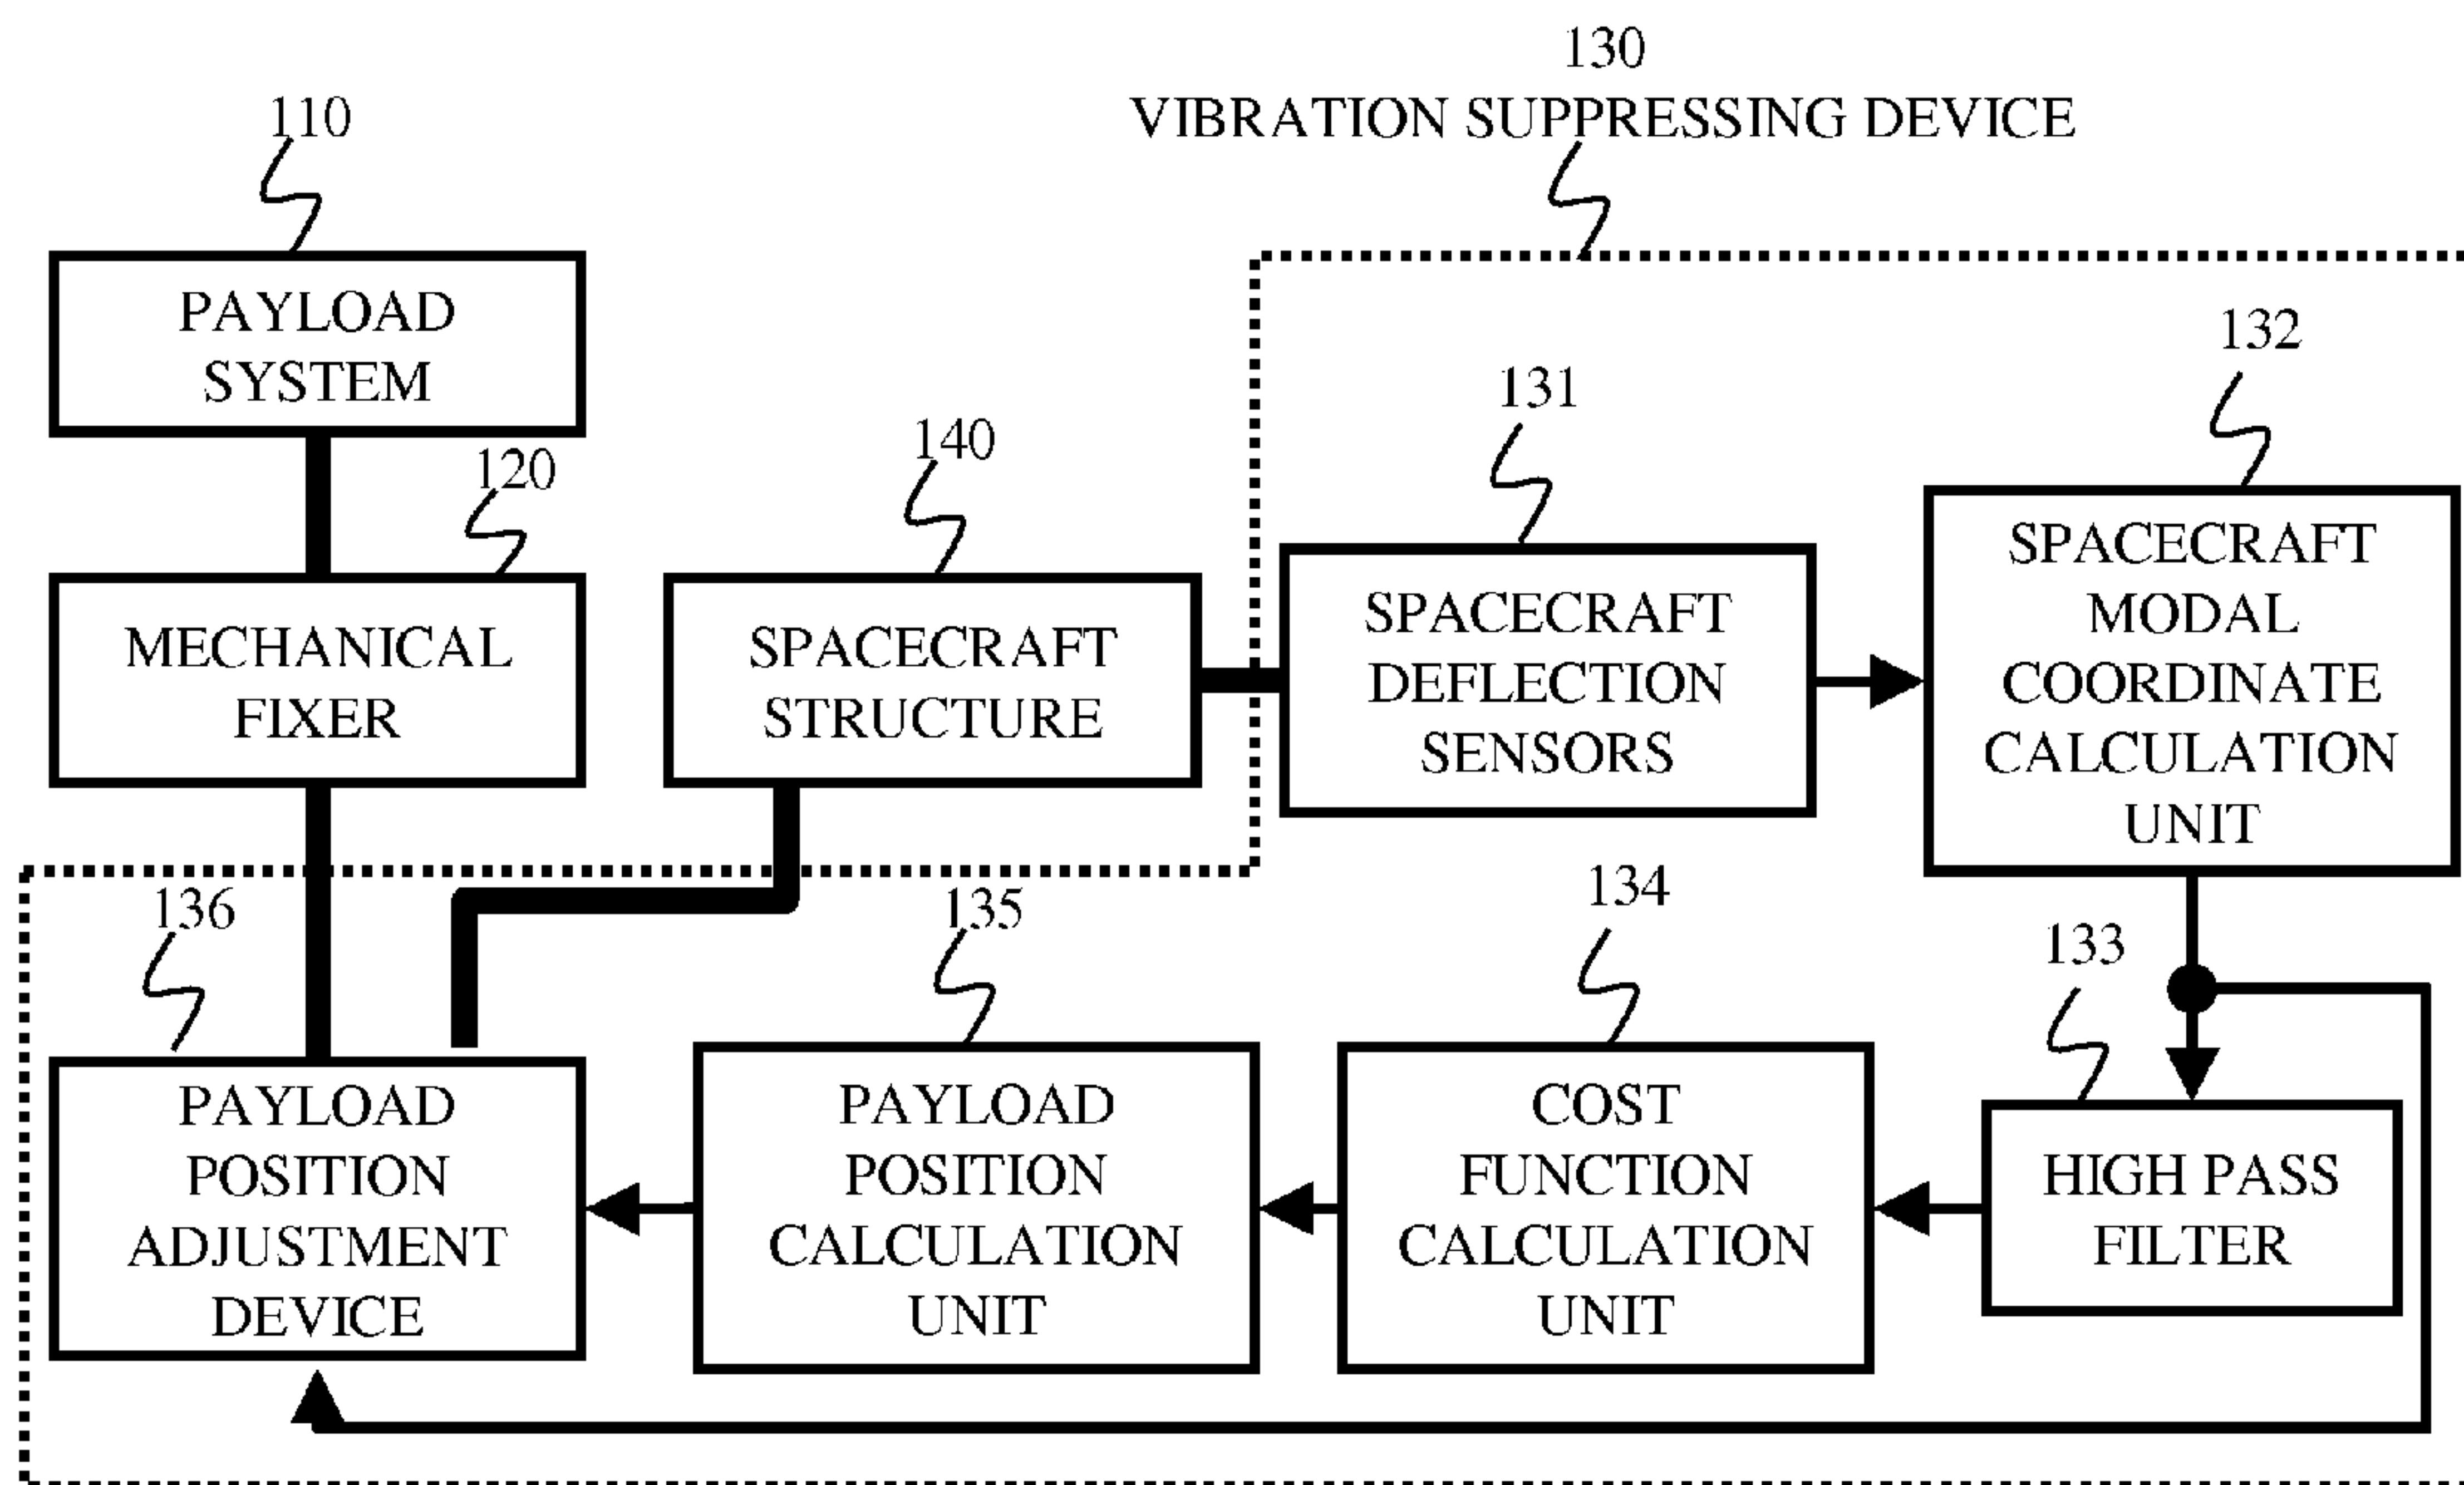 130
VIBRATION SUPPRESSING DEVICE
110
PAYLOAD
SYSTEM
120
MECHANICAL
FIXER
140
SPACECRAFT
STRUCTURE
131
SPACECRAFT
DEFLECTION
SENSORS
132
SPACECRAFT
MODAL
COORDINATE
CALCULATION
UNIT
136
PAYLOAD
POSITION
ADJUSTMENT
DEVICE
135
PAYLOAD
POSITION
CALCULATION
UNIT
134
COST
FUNCTION
CALCULATION
UNIT
133
HIGH PASS
FILTER